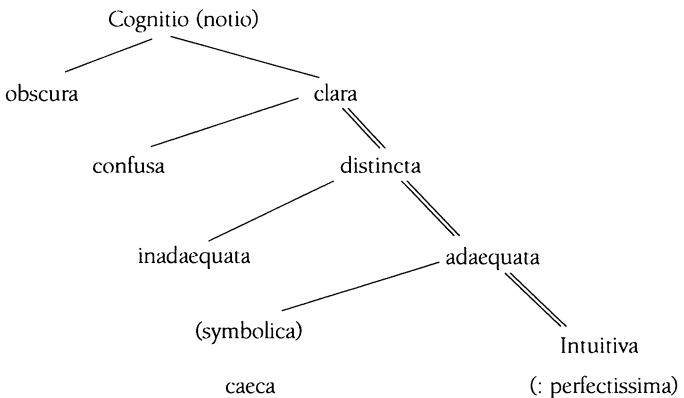 Cognitio (notio)
obscura
clara
confusa
distincta
inadaequata
adaequata
(symbolica)
Intuitiva
caeca
(: perfectissima)